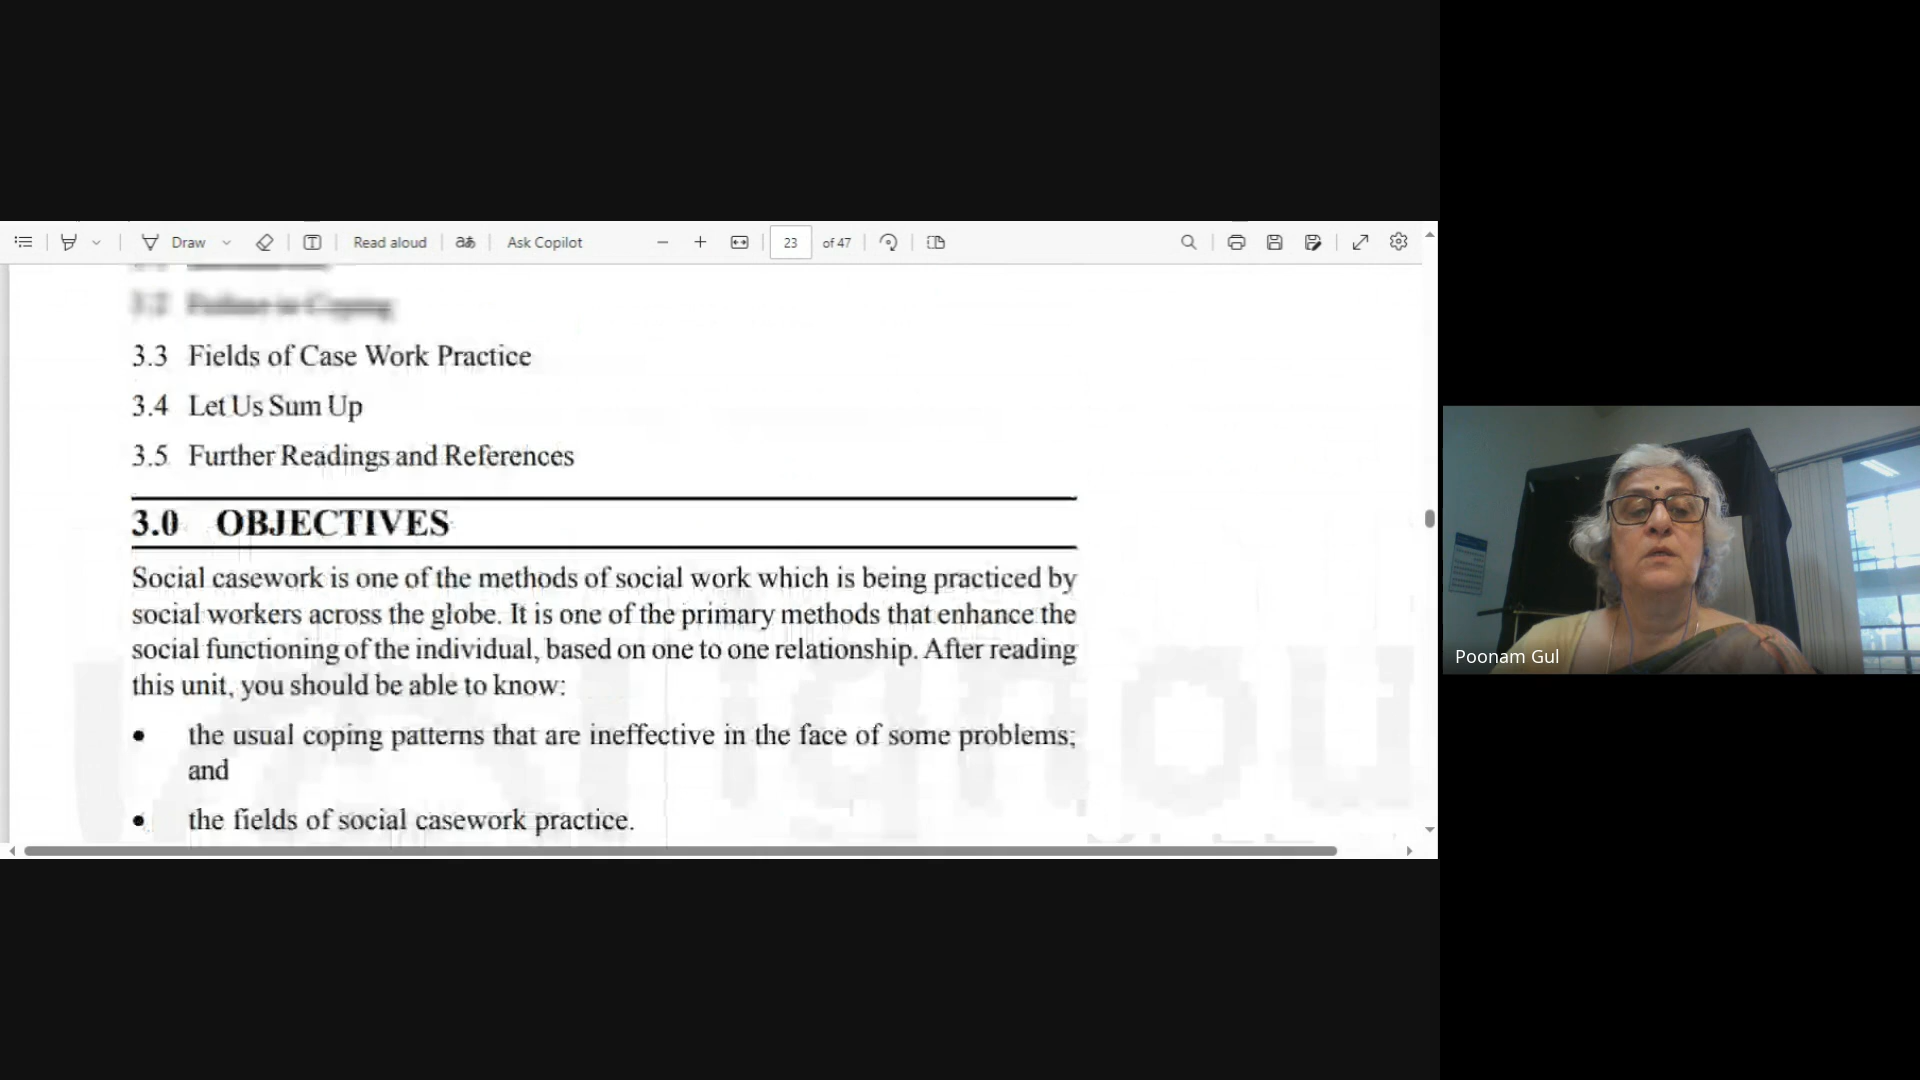 Draw
Read aloud
Ask Copilot
23
of 47
3.3 Fields of Case Work Practice
3.4 Let Us Sum Up
3.5 Further Readings and References
3.0 OBJECTIVES
Social casework is one of the methods of social work which is being practiced by
social workers across the globe. It is one of the primary methods that enhance the
social functioning of the individual, based on one to one relationship. After reading
this unit, you should be able to know:
• the usual coping patterns that are ineffective in the face of some problems;
and
• the fields of social casework practice.
Poonam Gul